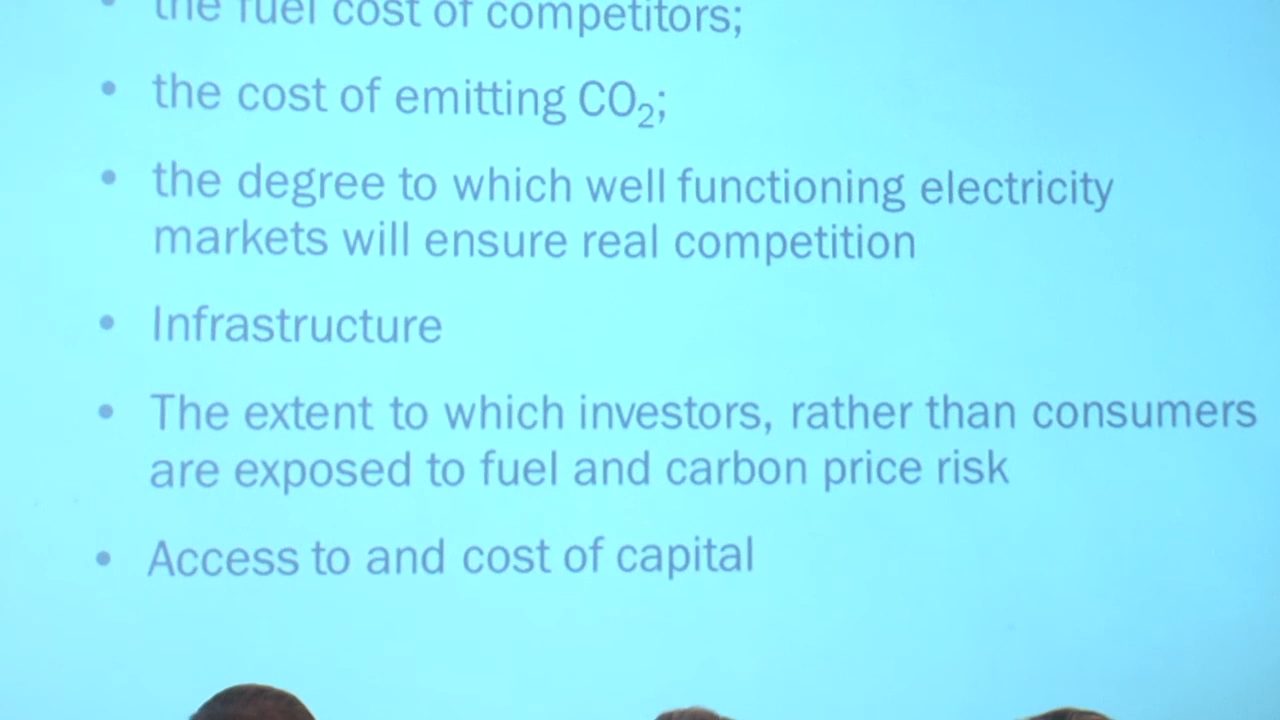 • the fuel cost of competitors;
• the cost of emitting CO₂;
• the degree to which well functioning electricity
markets will ensure real competition
• Infrastructure
• The extent to which investors, rather than consumers
are exposed to fuel and carbon price risk
• Access to and cost of capital